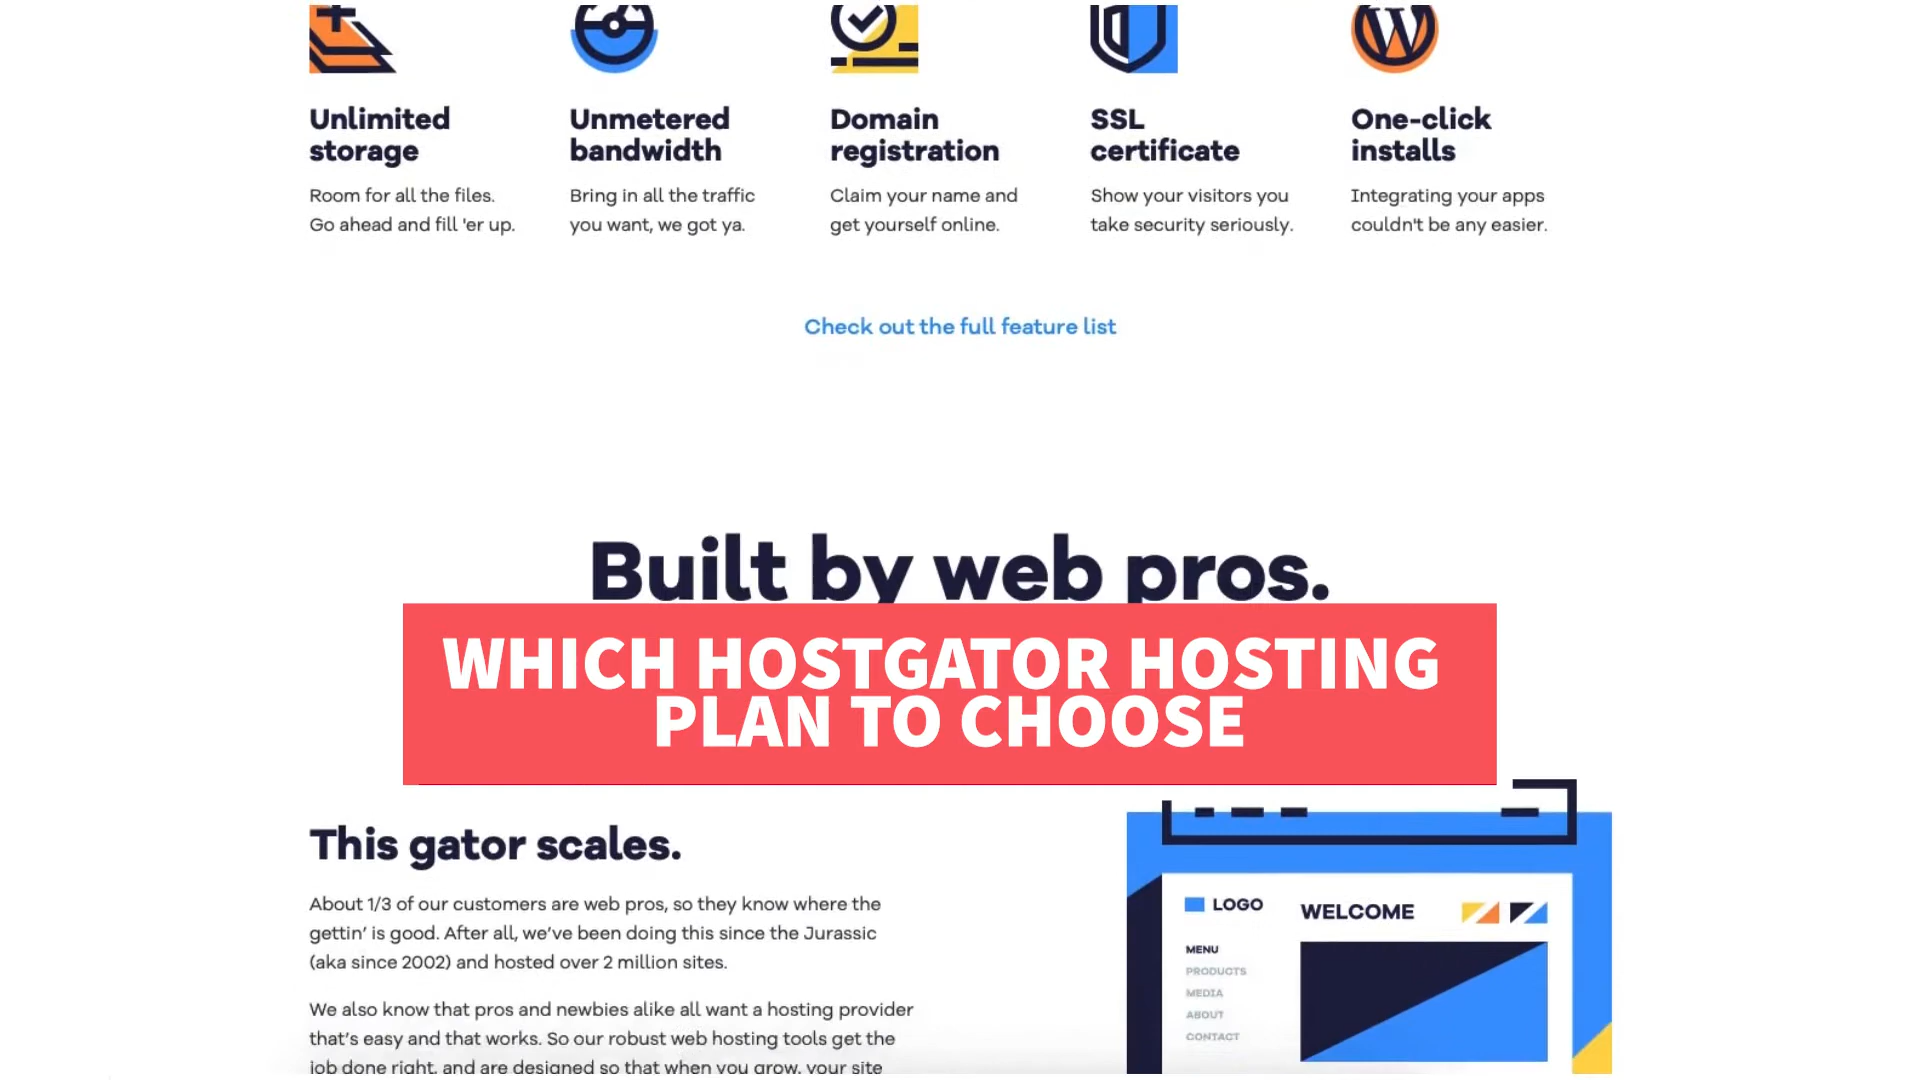 Unlimited
storage
Room for all the files.
Go ahead and fill 'er up.
Unmetered
bandwidth
Bring in all the traffic
you want, we got ya.
Domain
registration
Claim your name and
get yourself online.
SSL
certificate
Show your visitors you
take security seriously.
One-click
installs
Integrating your apps
couldn't be any easier.
Check out the full feature list
Built by web pros.
WHICH HOSTGATOR HOSTING
PLAN TO CHOOSE
This gator scales.
About 1/3 of our customers are web pros, so they know where the
gettin’ is good. After all, we’ve been doing this since the Jurassic
(aka since 2002) and hosted over 2 million sites.
We also know that pros and newbies alike all want a hosting provider
that’s easy and that works. So our robust web hosting tools get the
job done right, and are designed so that when you grow, your site
LOGO
WELCOME
MENU
PRODUCTS
MEDIA
ABOUT
CONTACT